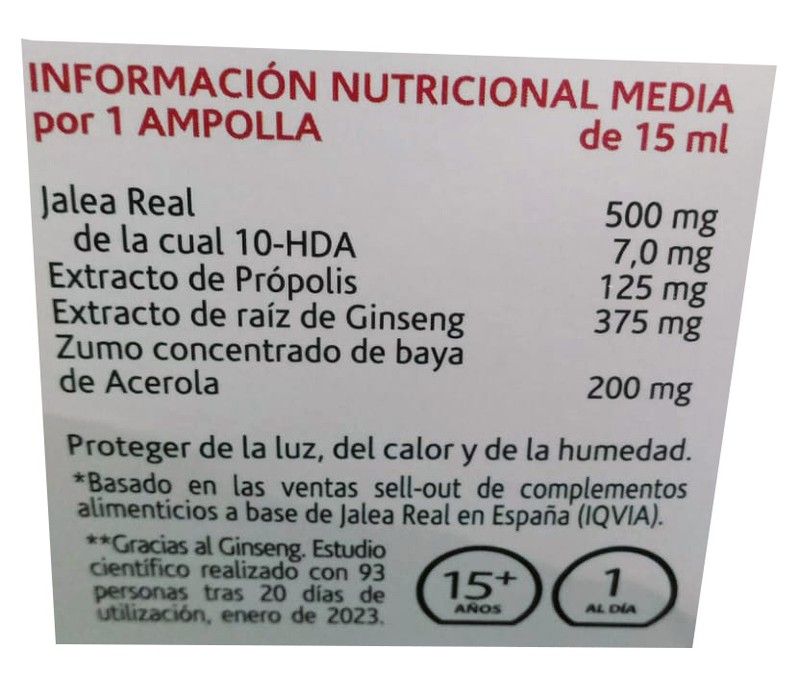 INFORMACIÓN NUTRICIONAL MEDIA
por 1 AMPOLLA de 15 ml
Jalea Real 500 mg
de la cual 10-HDA 7,0 mg
Extracto de Própolis 125 mg
Extracto de raíz de Ginseng 375 mg
Zumo concentrado de baya
de Acerola 200 mg
Proteger de la luz, del calor y de la humedad.
*Basado en las ventas sell-out de complementos
alimenticios a base de Jalea Real en España (IQVIA).
**Gracias al Ginseng. Estudio
científico realizado con 93
personas tras 20 días de
utilización, enero de 2023.
15+
AÑOS
1
AL DÍA